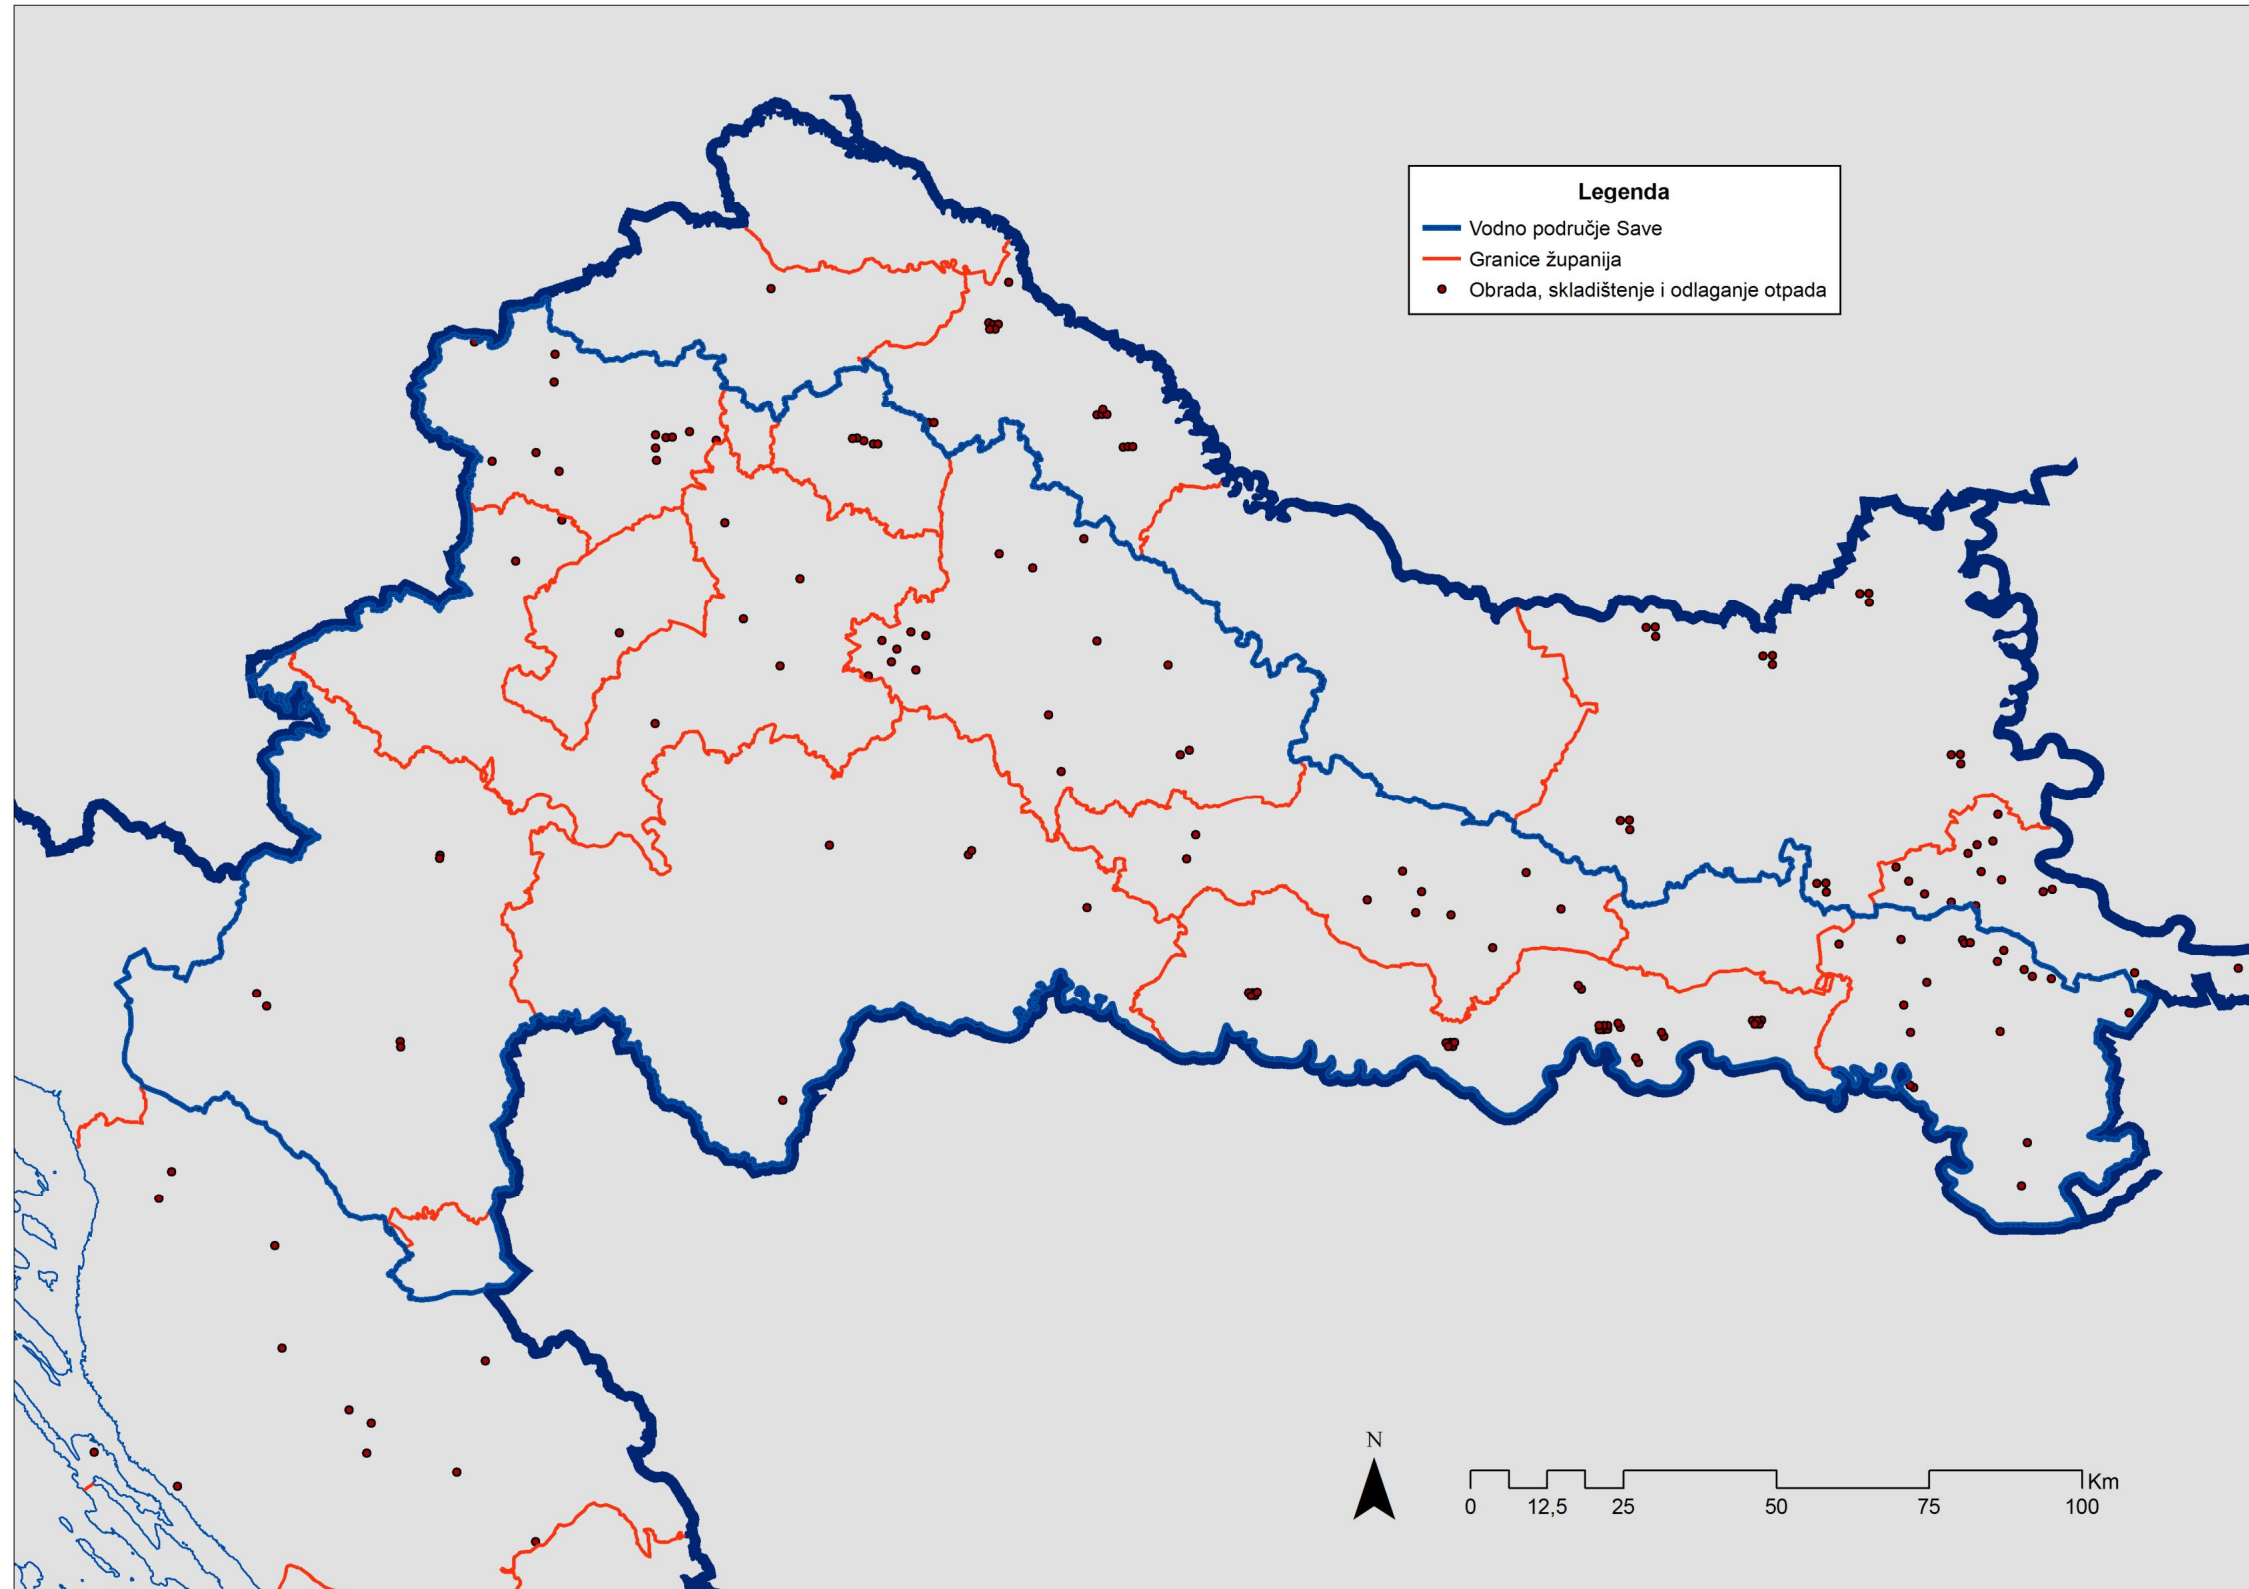 Legenda
Vodno područje Save
Granice županija
Obrada, skladištenje i odlaganje otpada
N
Km
0 12,5 25 50 75 100